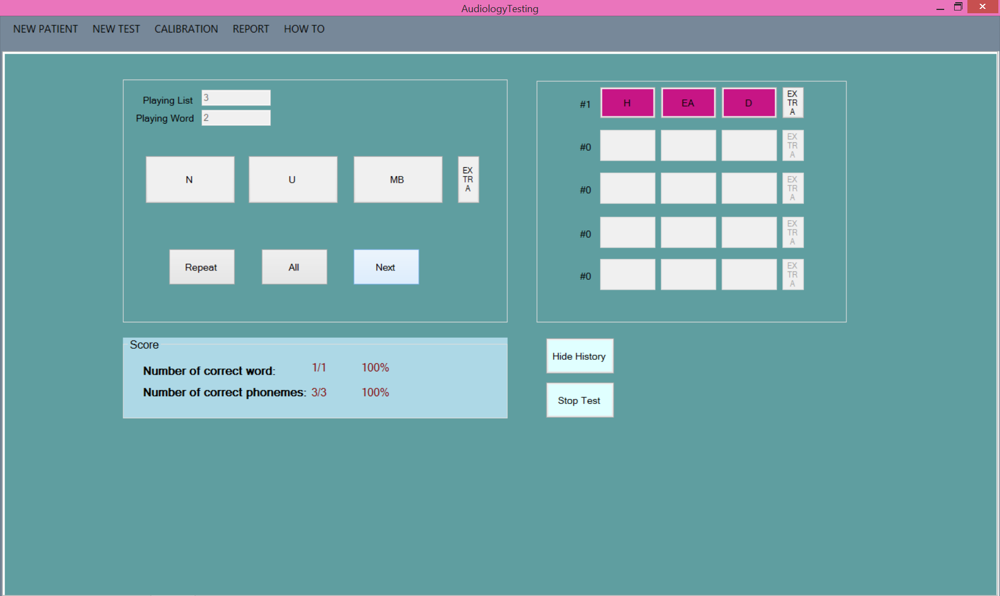 AudiologyTesting
NEW PATIENT NEW TEST CALIBRATION REPORT HOW TO
Playing List 3
Playing Word 2
N U MB EX
TR
A
Repeat All Next
#1 H EA D EX
TR
A
#0 EX
TR
A
#0 EX
TR
A
#0 EX
TR
A
#0 EX
TR
A
Score
Number of correct word: 1/1 100%
Number of correct phonemes: 3/3 100%
Hide History
Stop Test